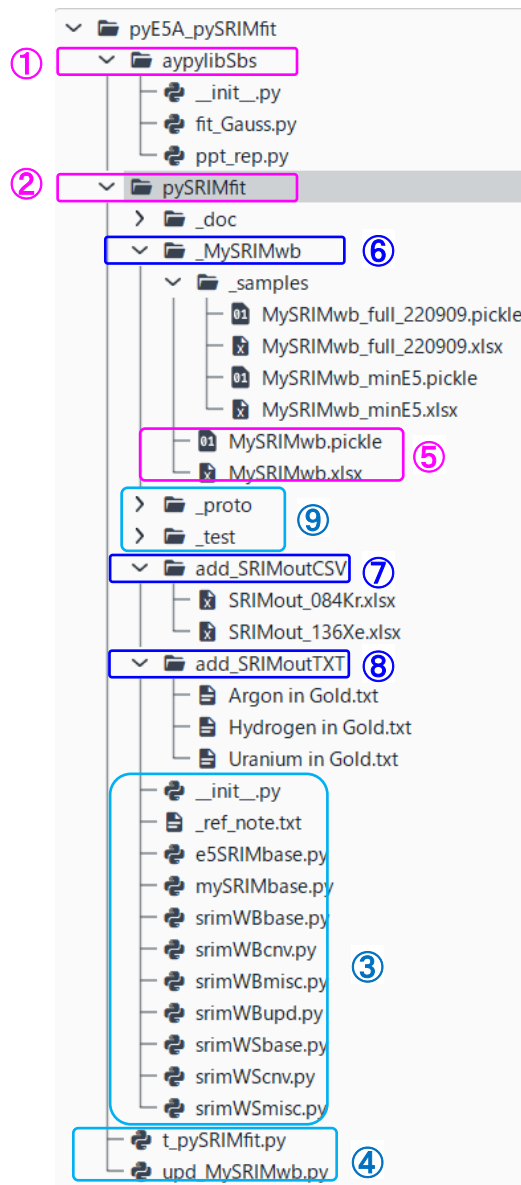 pyE5A_pySRIMfit
① aypylibSbs
__init__.py
fit_Gauss.py
ppt_rep.py
② pySRIMfit
_doc
_MySRIMwb ⑥
_samples
MySRIMwb_full_220909.pickle
MySRIMwb_full_220909.xlsx
MySRIMwb_minE5.pickle
MySRIMwb_minE5.xlsx
MySRIMwb.pickle
⑤
MySRIMwb.xlsx
_proto
⑨
_test
add_SRIMoutCSV ⑦
SRIMout_084Kr.xlsx
SRIMout_136Xe.xlsx
add_SRIMoutTXT ⑧
Argon in Gold.txt
Hydrogen in Gold.txt
Uranium in Gold.txt
__init__.py
_ref_note.txt
e5SRIMbase.py
mySRIMbase.py
srimWBbase.py
srimWBcnv.py
③
srimWBmisc.py
srimWBupd.py
srimWSbase.py
srimWScnv.py
srimWSmisc.py
t_pySRIMfit.py
④
upd_MySRIMwb.py